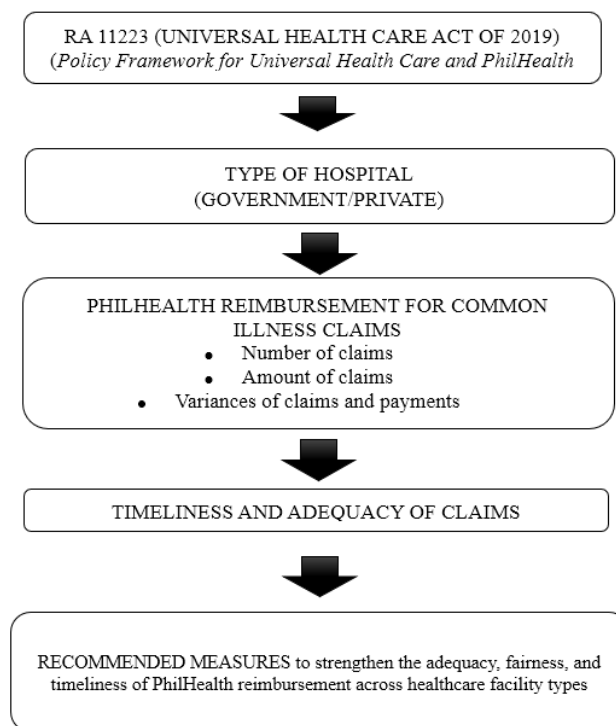 RA 11223 (UNIVERSAL HEALTH CARE ACT OF 2019)
(Policy Framework for Universal Health Care and PhilHealth
TYPE OF HOSPITAL
(GOVERNMENT/PRIVATE)
PHILHEALTH REIMBURSEMENT FOR COMMON
ILLNESS CLAIMS
• Number of claims
• Amount of claims
• Variances of claims and payments
TIMELINESS AND ADEQUACY OF CLAIMS
RECOMMENDED MEASURES to strengthen the adequacy, fairness, and
timeliness of PhilHealth reimbursement across healthcare facility types